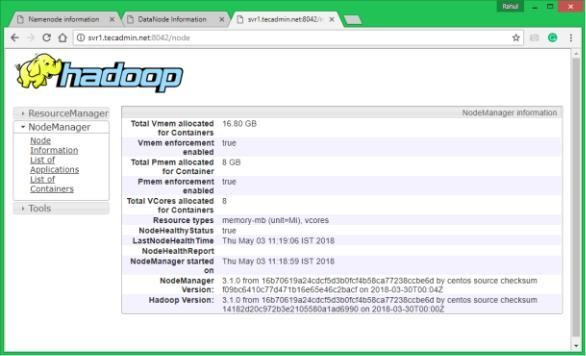 Rahul
Namenode information
DataNode Information
svr1.tecadmin.net:8042/n
svr1.tecadmin.net:8042/node
hadoop
NodeManager information
ResourceManager
NodeManager
Node
Information
List of
Applications
List of
Containers
Tools
Total Vmem allocated for Containers 16.80 GB
Vmem enforcement enabled true
Total Pmem allocated for Container 8 GB
Pmem enforcement enabled true
Total VCores allocated for Containers 8
Resource types memory-mb (unit=Mi), vcores
NodeHealthyStatus true
LastNodeHealthTime Thu May 03 11:19:06 IST 2018
NodeHealthReport
NodeManager started on Thu May 03 11:18:59 IST 2018
NodeManager Version: 3.1.0 from 16b70619a24cdcf5d3b0fcf4b58ca77238ccbe6d by centos source checksum
f09bc6410c77d471b16e65e46c2bacf on 2018-03-30T00:04Z
Hadoop Version: 3.1.0 from 16b70619a24cdcf5d3b0fcf4b58ca77238ccbe6d by centos source checksum
14182d20c972b3e2105580a1ad6990 on 2018-03-30T00:00Z